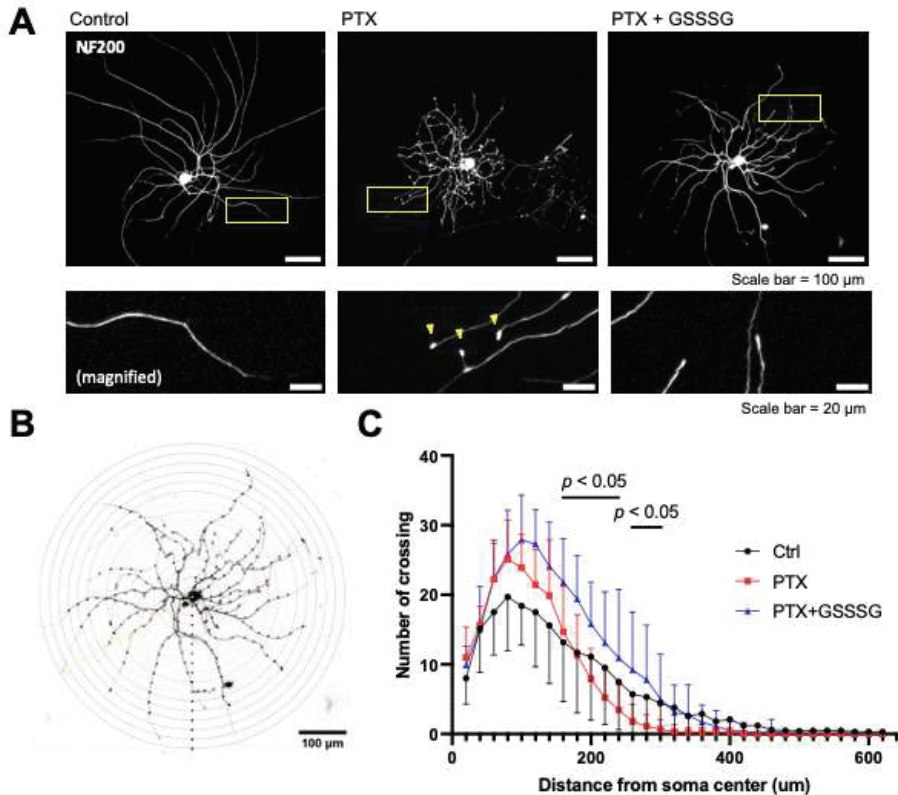 A
Control
PTX
PTX + GSSSG
NF200
Scale bar = 100 µm
(magnified)
Scale bar = 20 µm
B
100 µm
C
Number of crossing
40
30
20
10
0
p < 0.05
p < 0.05
Ctrl
PTX
PTX+GSSSG
0
200
400
600
Distance from soma center (um)